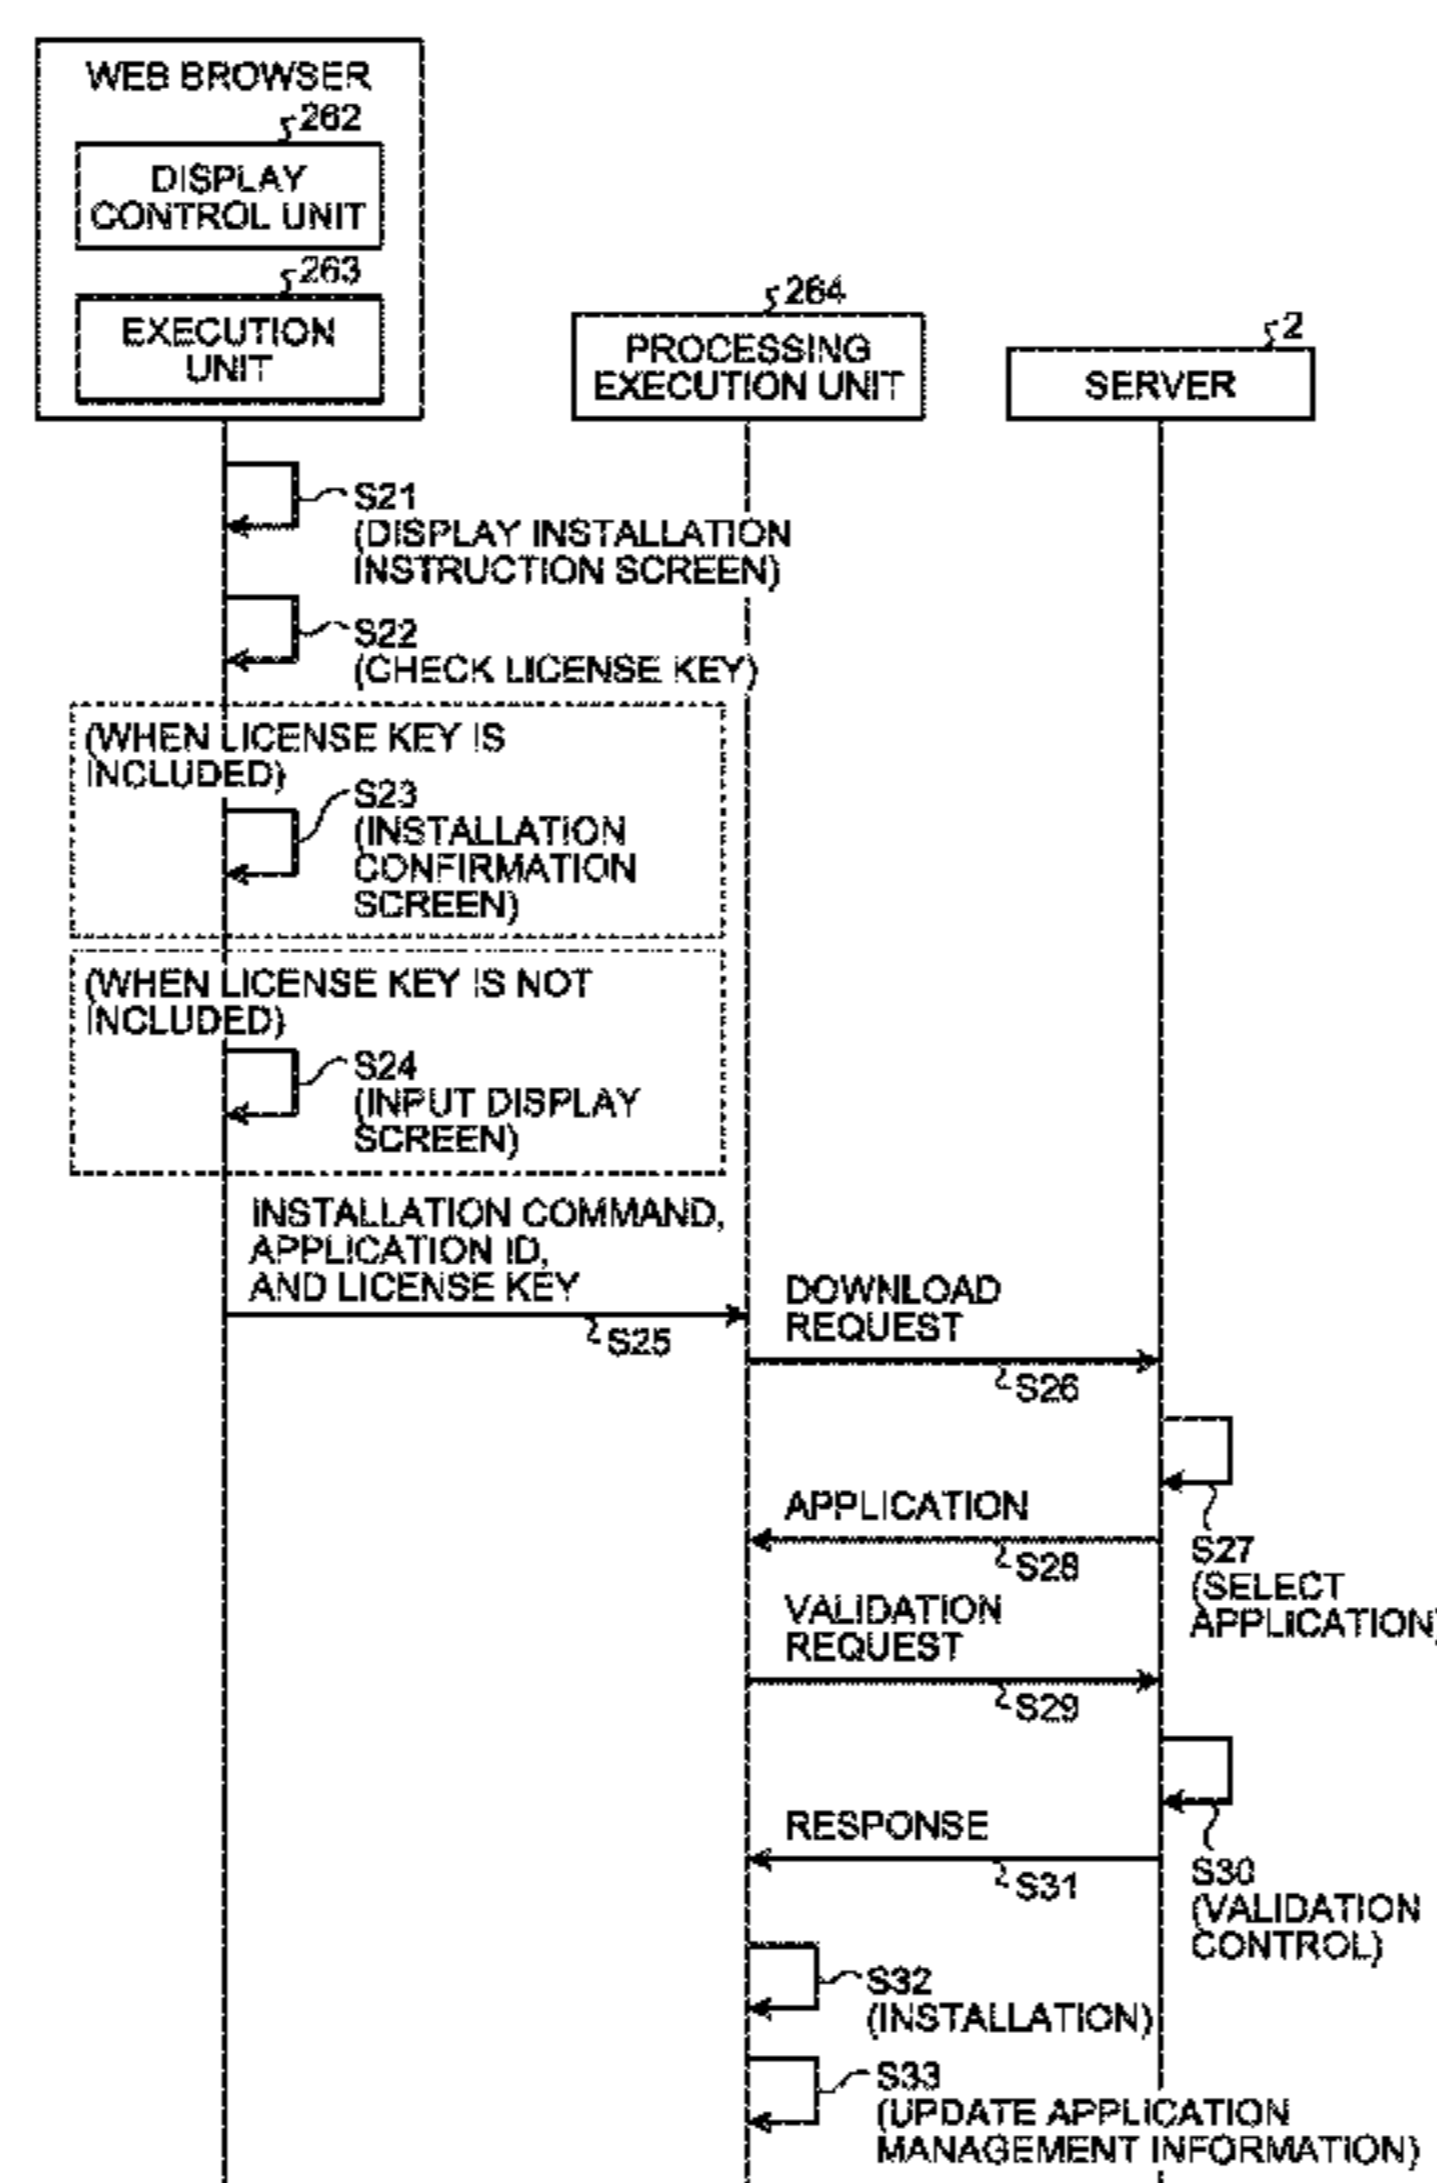 WEB BROWSER
262
DISPLAY
CONTROL UNIT
263
EXECUTION
UNIT
264
PROCESSING
EXECUTION UNIT
2
SERVER
S21
(DISPLAY INSTALLATION
INSTRUCTION SCREEN)
S22
(CHECK LICENSE KEY)
(WHEN LICENSE KEY IS
INCLUDED)
S23
(INSTALLATION
CONFIRMATION
SCREEN)
(WHEN LICENSE KEY IS NOT
INCLUDED)
S24
(INPUT DISPLAY
SCREEN)
INSTALLATION COMMAND,
APPLICATION ID,
AND LICENSE KEY
S25
DOWNLOAD
REQUEST
S26
S27
(SELECT
APPLICATION)
APPLICATION
S28
VALIDATION
REQUEST
S29
S30
(VALIDATION
CONTROL)
RESPONSE
S31
S32
(INSTALLATION)
S33
(UPDATE APPLICATION
MANAGEMENT INFORMATION)